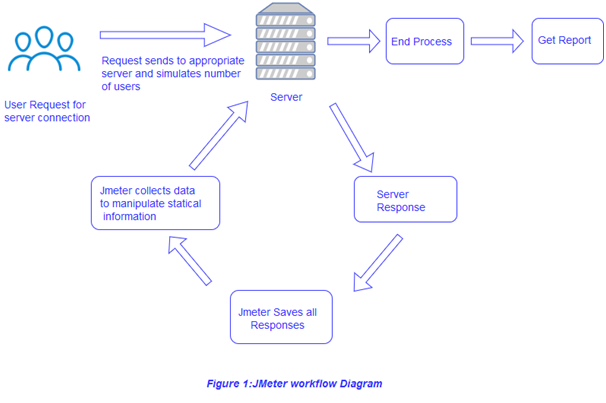 User Request for
server connection
Request sends to appropriate
server and simulates number
of users
Server
End Process
Get Report
Server
Response
Jmeter Saves all
Responses
Jmeter collects data
to manipulate statical
information
Figure 1:JMeter workflow Diagram